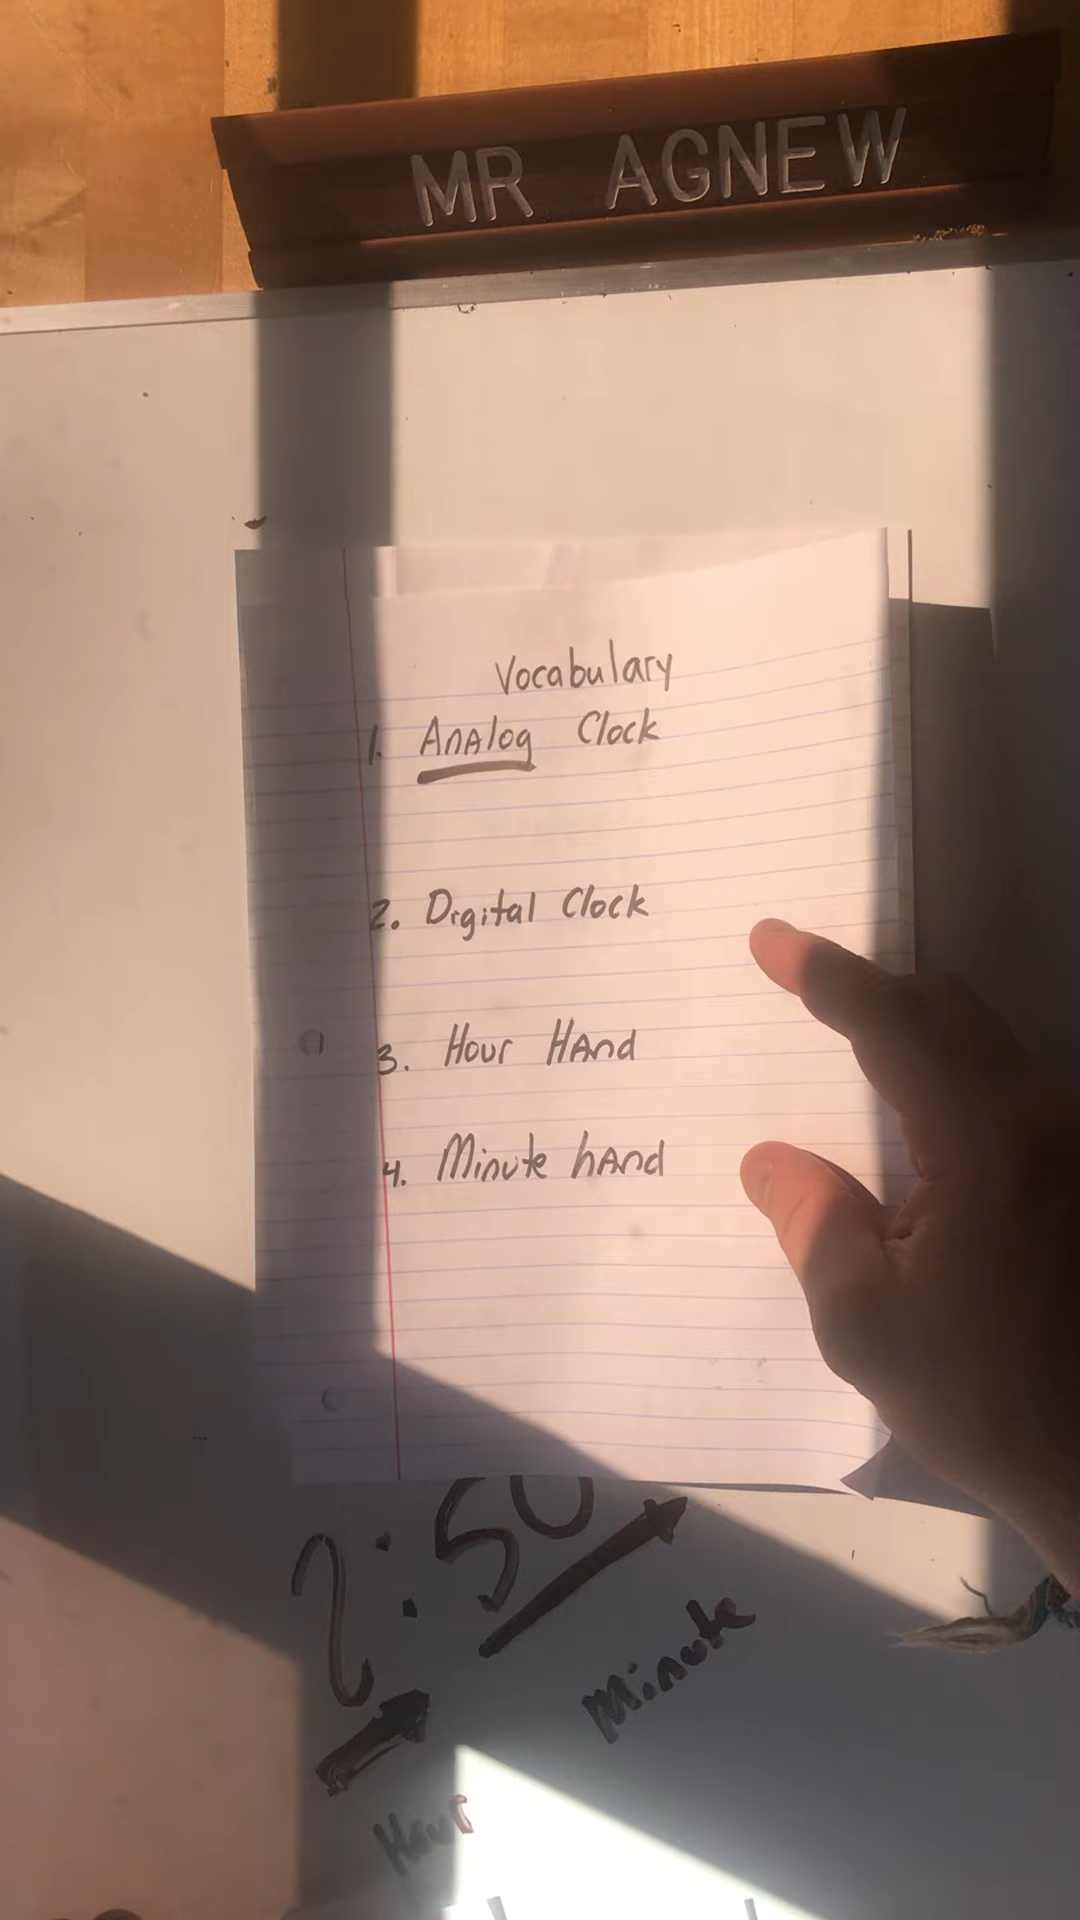 MR AGNEW
Vocabulary
1. Analog Clock
2. Digital Clock
3. Hour Hand
4. Minute hand
2:50
Minute
Hour